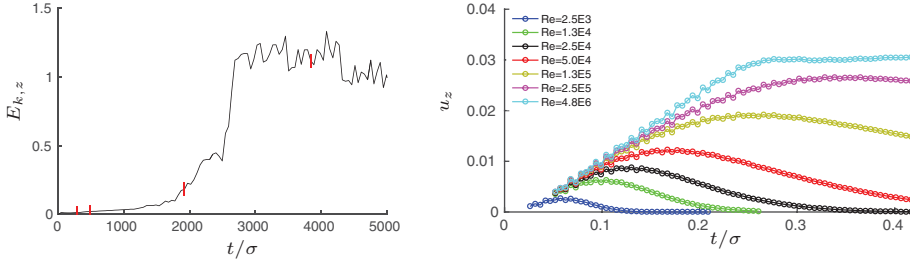 1.5
1
0.5
0
E_{k,z}
0 1000 2000 3000 4000 5000
t/σ
0.04
0.03
0.02
0.01
0
u_z
Re=2.5E3
Re=1.3E4
Re=2.5E4
Re=5.0E4
Re=1.3E5
Re=2.5E5
Re=4.8E6
0 0.1 0.2 0.3 0.4
t/σ